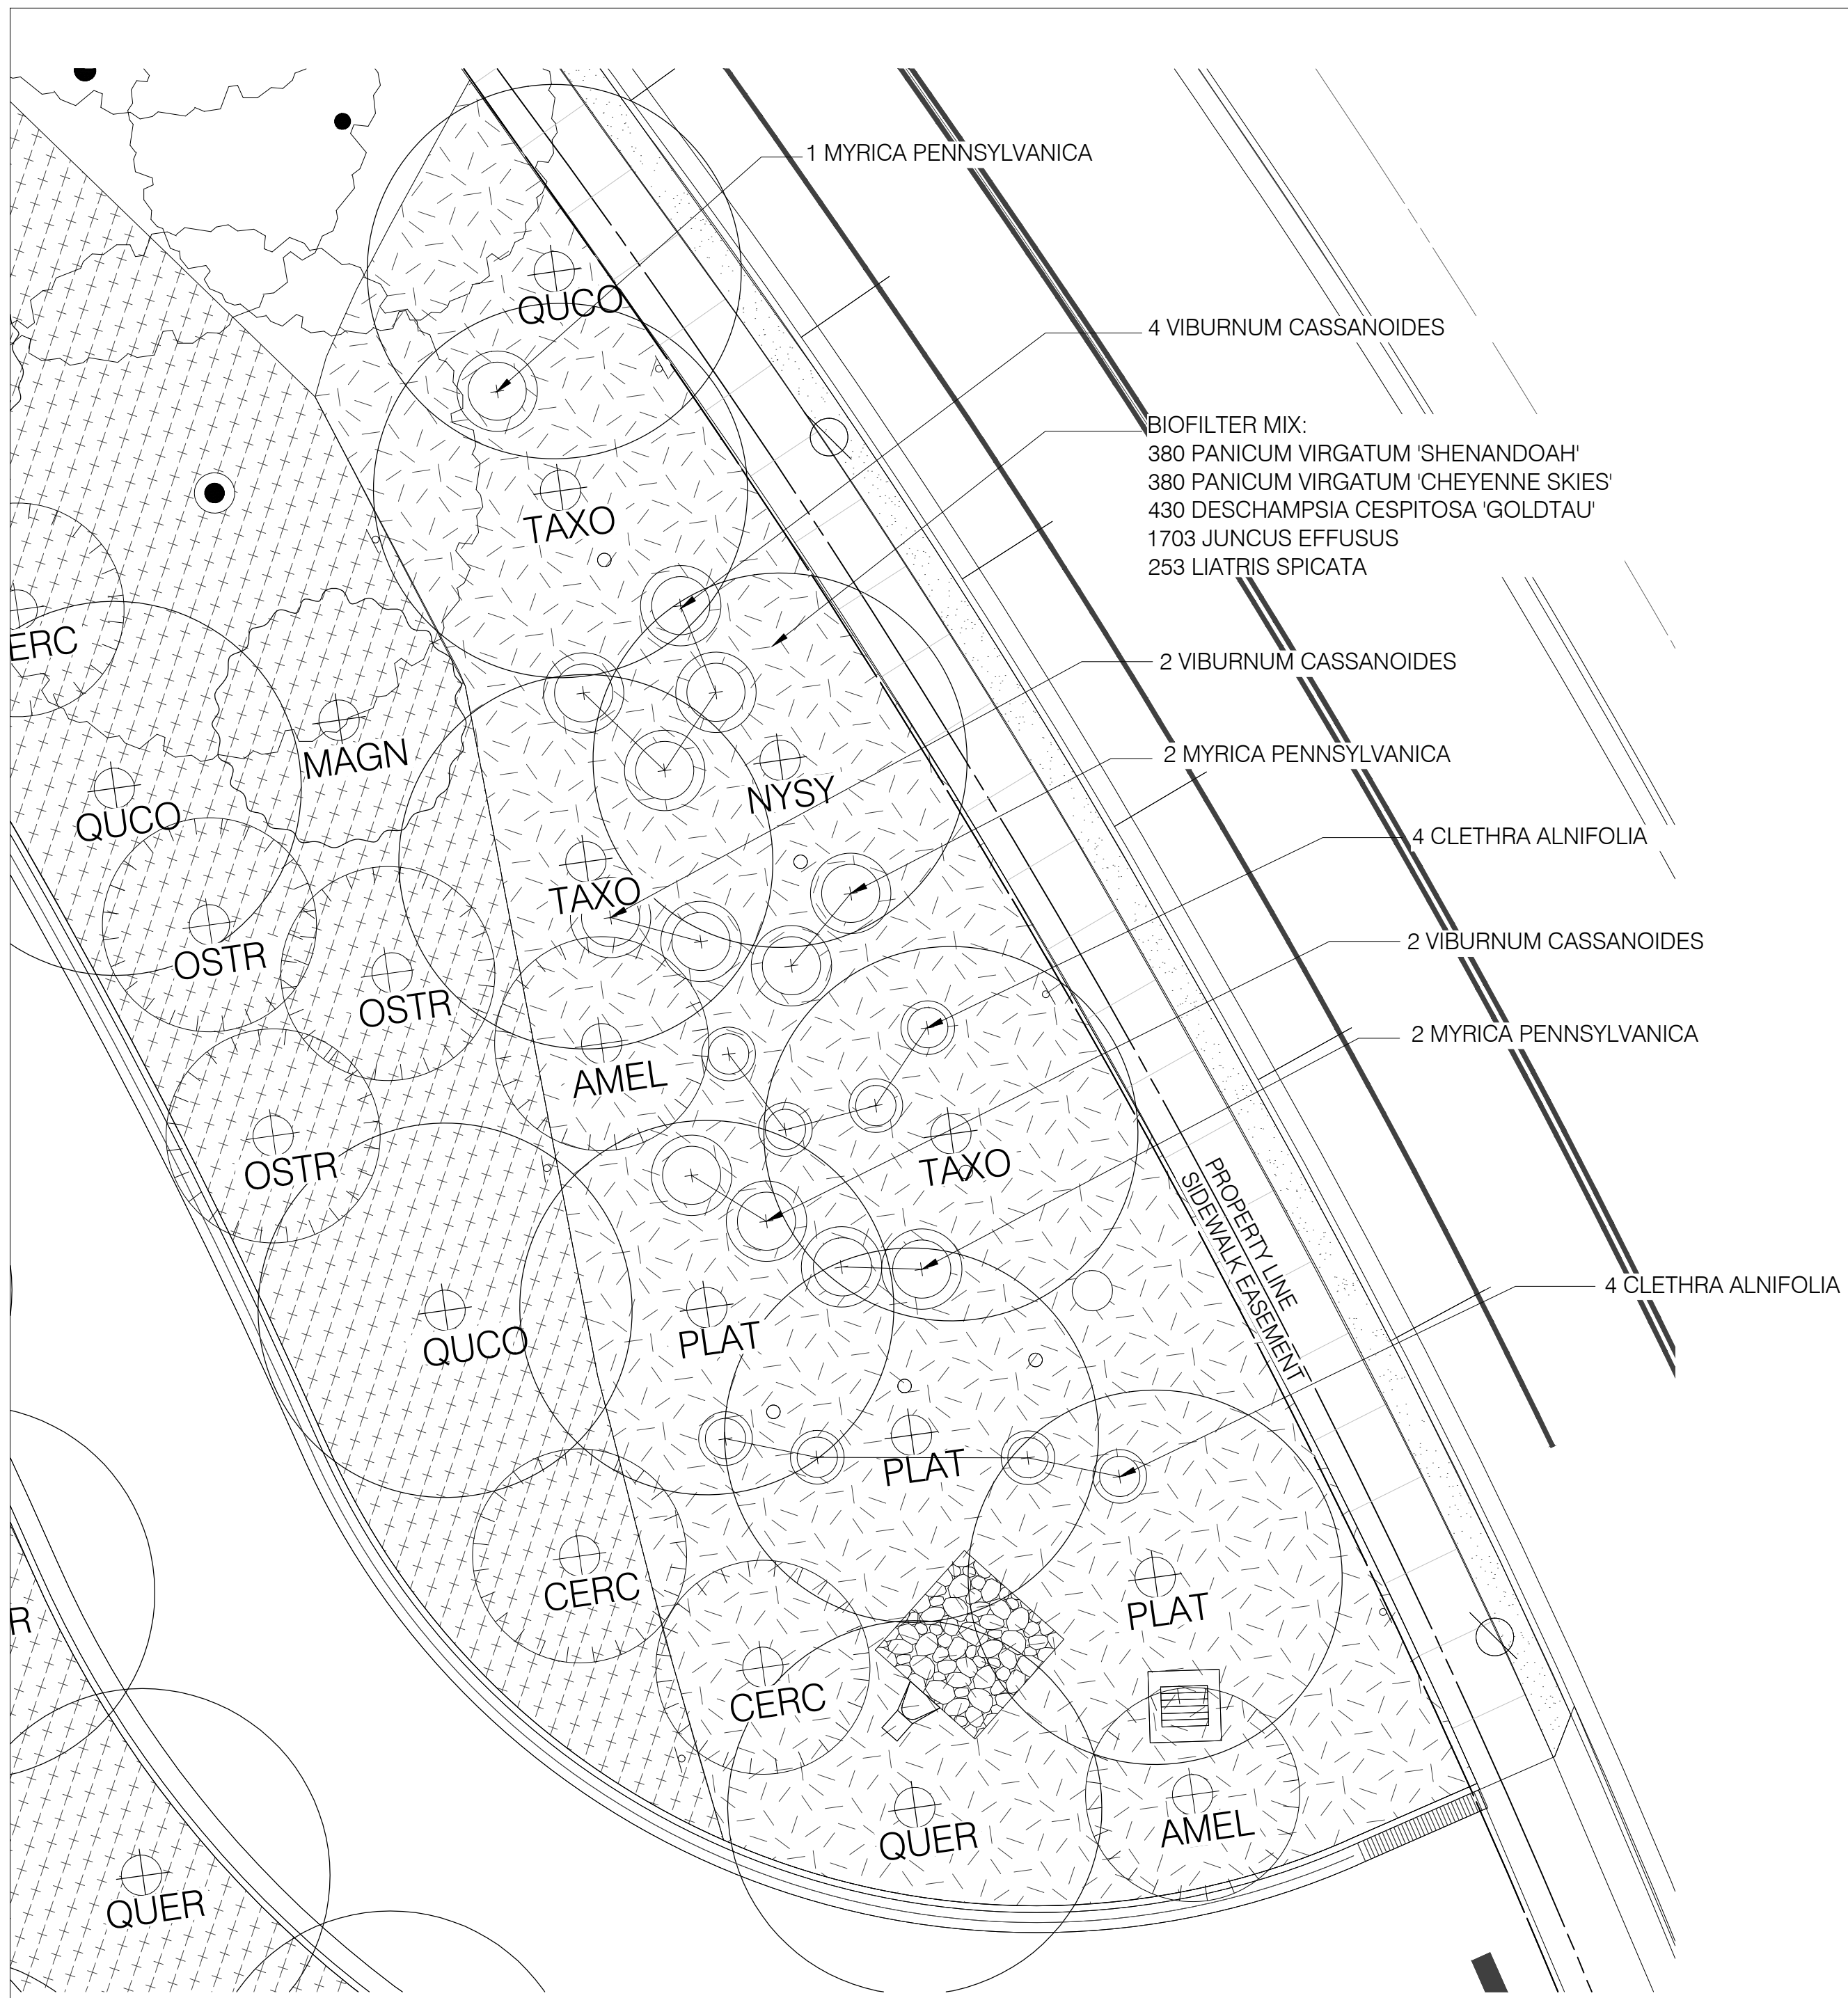 1 MYRICA PENNSYLVANICA
QUCO
4 VIBURNUM CASSANOIDES
BIOFILTER MIX:
380 PANICUM VIRGATUM 'SHENANDOAH'
380 PANICUM VIRGATUM 'CHEYENNE SKIES'
430 DESCHAMPSIA CESPITOSA 'GOLDTAU'
1703 JUNCUS EFFUSUS
253 LIATRIS SPICATA
TAXO
ERC
2 VIBURNUM CASSANOIDES
MAGN
2 MYRICA PENNSYLVANICA
NYSY
QUCO
4 CLETHRA ALNIFOLIA
TAXO
2 VIBURNUM CASSANOIDES
OSTR
OSTR
2 MYRICA PENNSYLVANICA
AMEL
OSTR
TAXO
PROPERTY LINE
SIDEWALK EASEMENT
4 CLETHRA ALNIFOLIA
QUCO
PLAT
PLAT
CERC
PLAT
R
CERC
QUER
AMEL
QUER